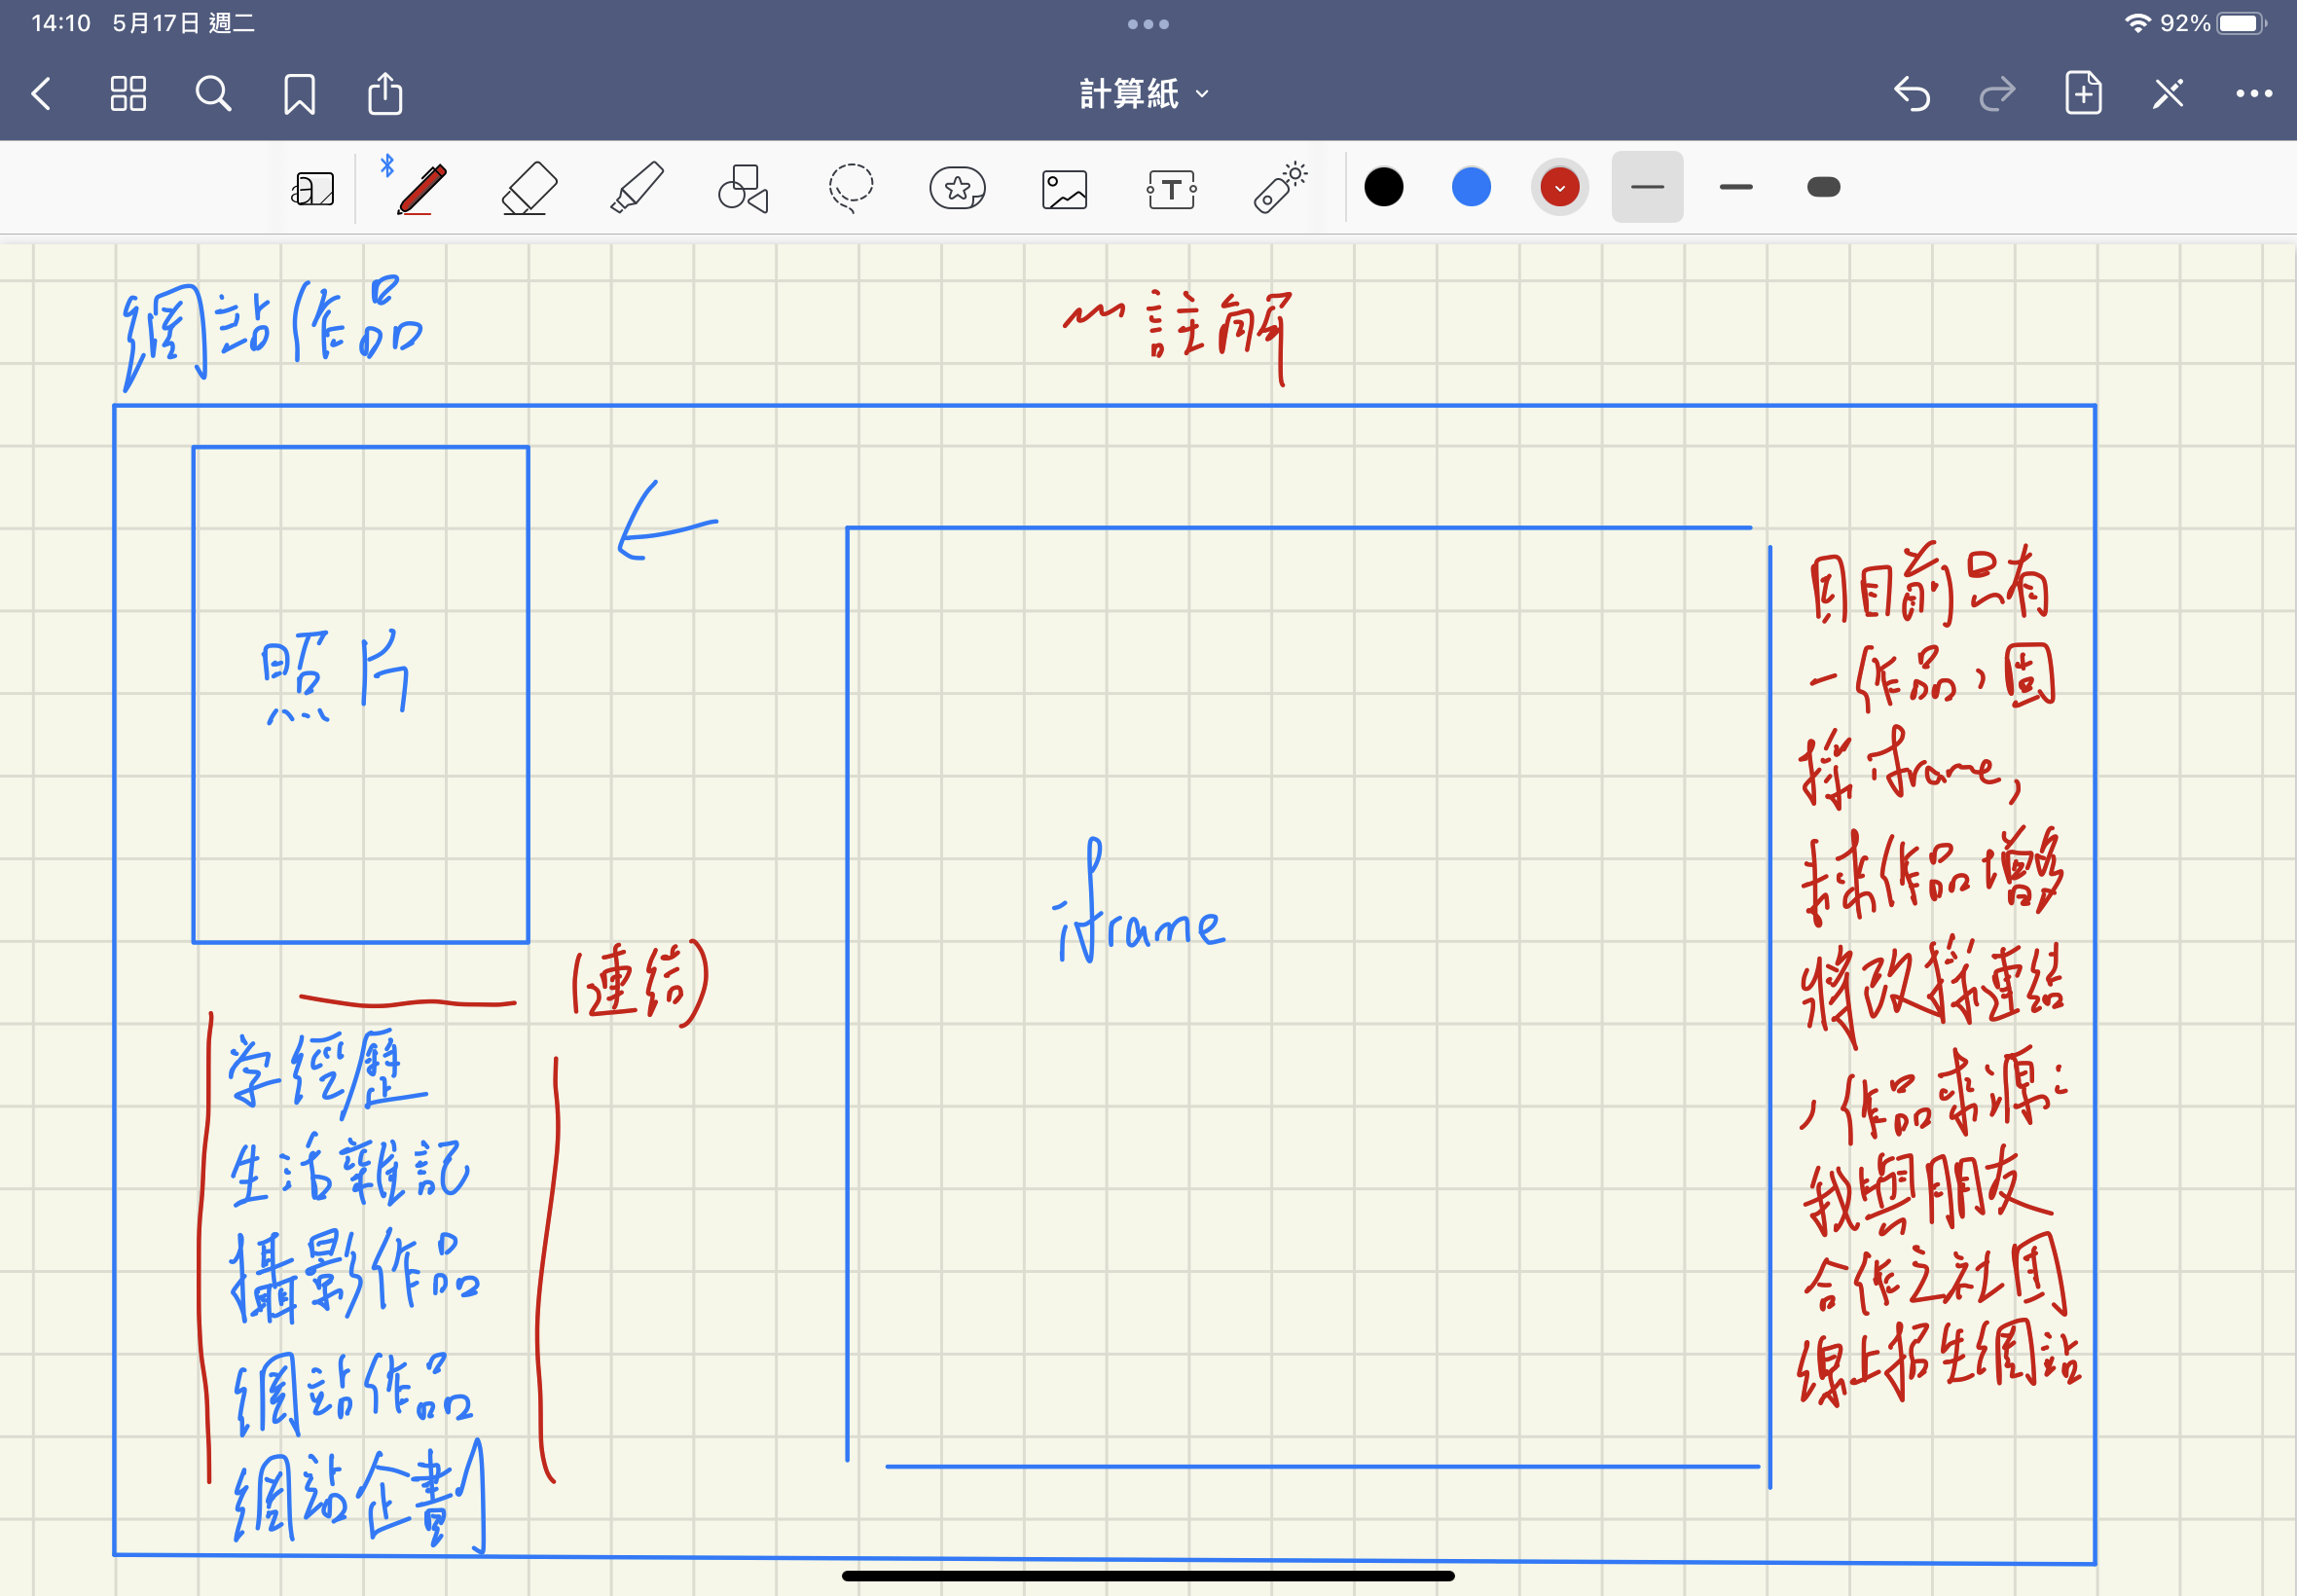 14:10 5月17日 週二
92%
計算紙
網站作品
註解
照片
iframe
(連結)
学經歷
生活雜記
攝影作品
網站作品
網站企劃
因目前只有
一作品,固
採iframe,
未來作品增多
將改採連結
,作品來源:
我與朋友
合作之社團
線上招生網站